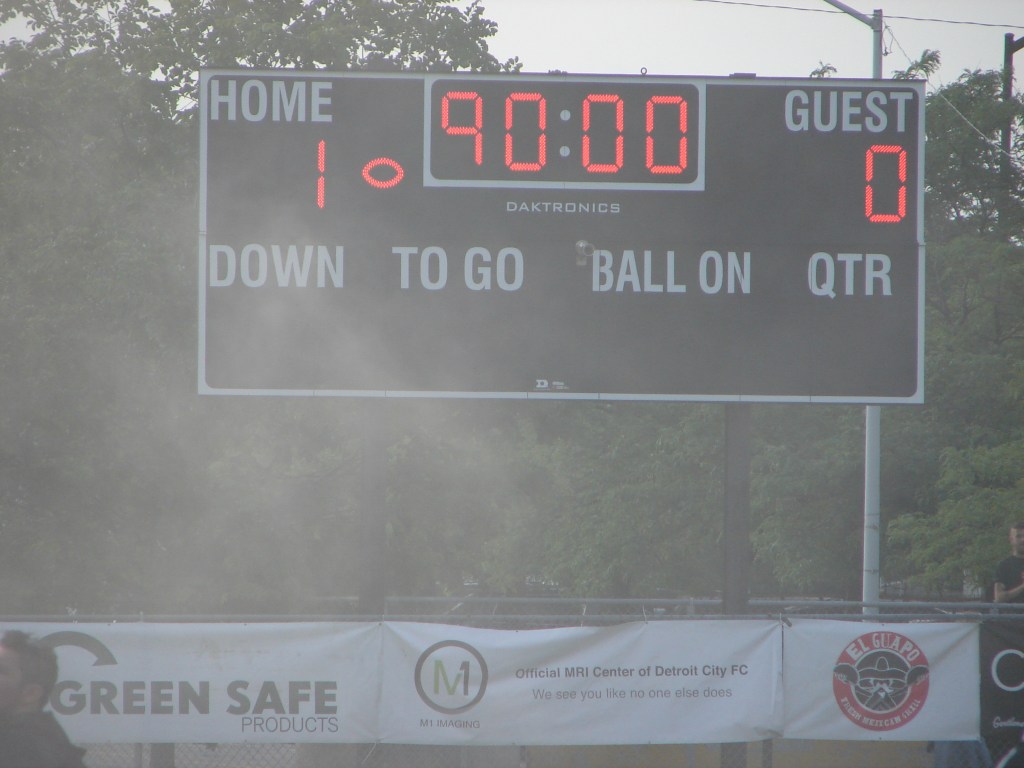 HOME 90:00 GUEST
1 0
DAKTRONICS
DOWN TO GO BALL ON QTR
D
GREEN SAFE
PRODUCTS
M1
M1 IMAGING
Official MRI Center of Detroit City FC
We see you like no one else does
EL GUAPO